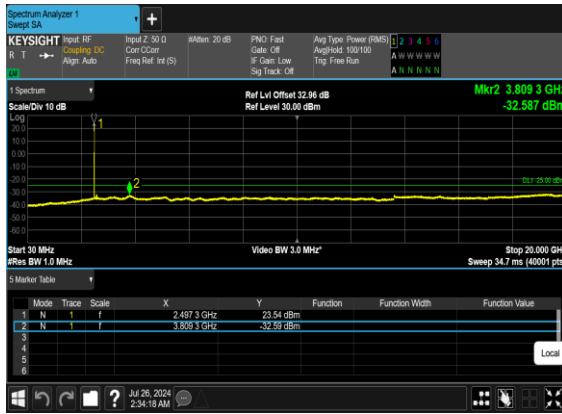 Spectrum Analyzer 1
Swept SA
+
KEYSIGHT Input: RF Input Z: 50 Ω #Atten: 20 dB PNO: Fast Avg Type: Power (RMS) 1 2 3 4 5 6
R T Coupling: DC Corr CCorr Gate: Off Avg|Hold: 100/100 A W W W W W
Align: Auto Freq Ref: Int (S) IF Gain: Low Trig: Free Run
Sig Track: Off A N N N N N
LXI
1 Spectrum Ref Lvl Offset 32.96 dB Mkr2 3.809 3 GHz
Scale/Div 10 dB Ref Level 30.00 dBm -32.587 dBm
Log
20.0
10.0
0.00
-10.0
-20.0
-30.0
-40.0
-50.0
-60.0
1
2
DL1 -25.00 dBm
Start 30 MHz Video BW 3.0 MHz* Stop 20.000 GHz
#Res BW 1.0 MHz Sweep 34.7 ms (40001 pts)
5 Marker Table
Mode Trace Scale X Y Function Function Width Function Value
1 N 1 f 2.497 3 GHz 23.54 dBm
2 N 1 f 3.809 3 GHz -32.59 dBm
3
4
5
6
Local
? Jul 26, 2024
2:34:18 AM